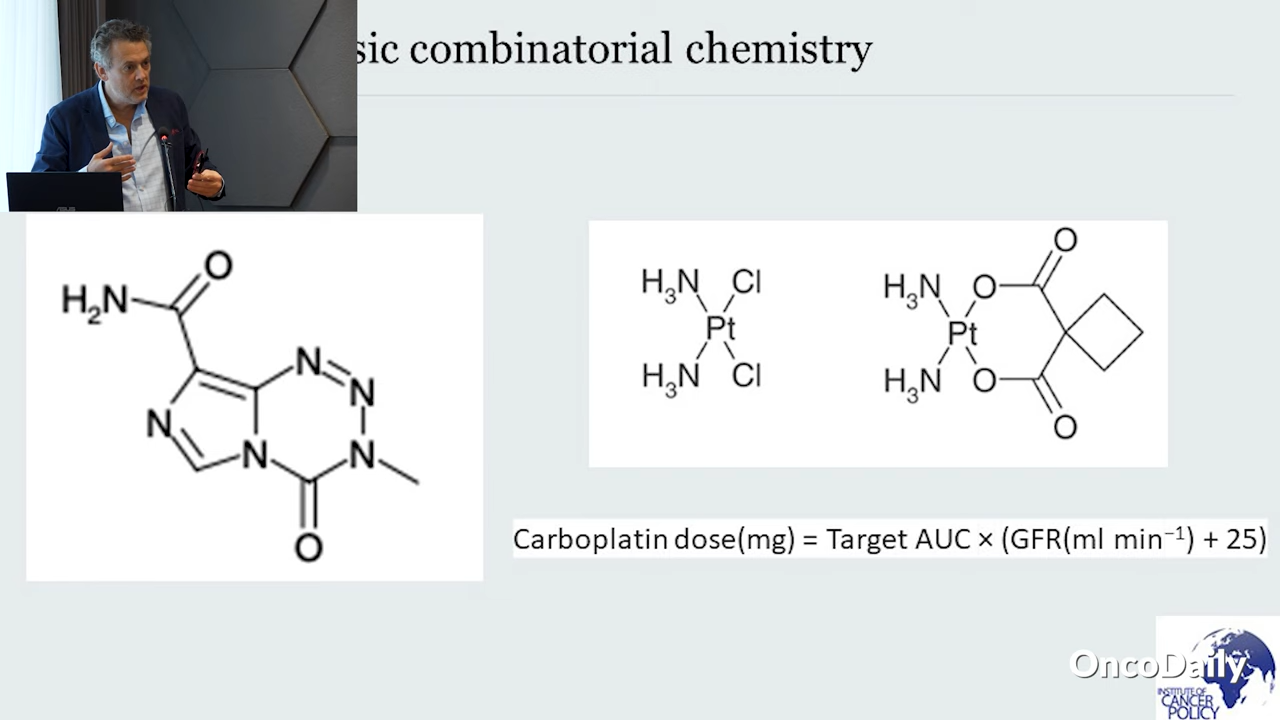 sic combinatorial chemistry
H₂N
O
N
N
N
N
N
O
H₃N Cl
Pt
H₃N Cl
O
H₃N O
Pt
H₃N O
O
Carboplatin dose(mg) = Target AUC × (GFR(ml min⁻¹) + 25)
OncoDaily
INSTITUTE OF
CANCER
POLICY